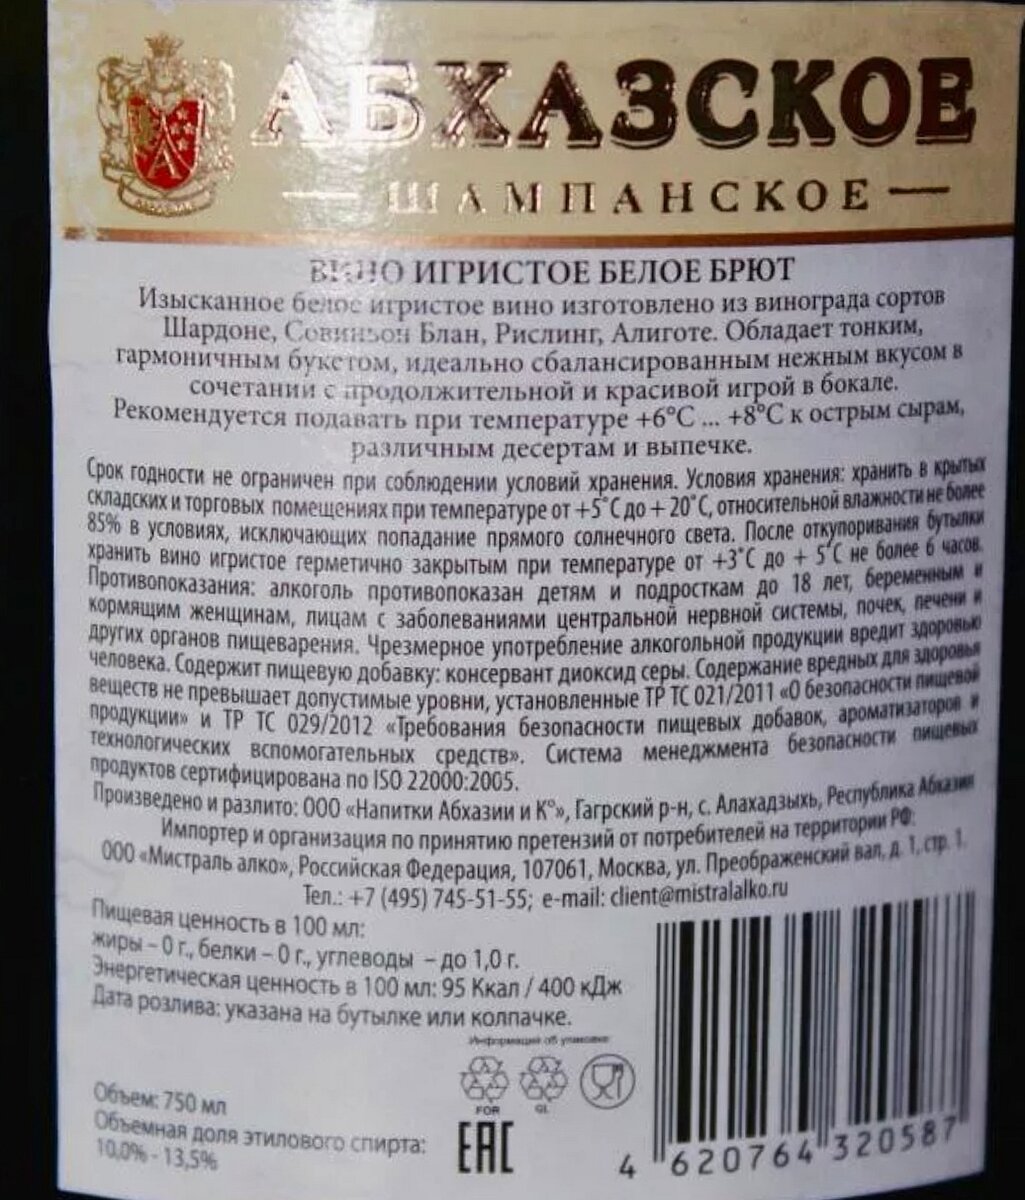 АБХАЗСКОЕ
ШАМПАНСКОЕ
ВИНО ИГРИСТОЕ БЕЛОЕ БРЮТ
Изысканное белое игристое вино изготовлено из винограда сортов
Шардоне, Совиньон Блан, Рислинг, Алиготе. Обладает тонким,
гармоничным букетом, идеально сбалансированным нежным вкусом в
сочетании с продолжительной и красивой игрой в бокале.
Рекомендуется подавать при температуре +6°С ... +8°С к острым сырам,
различным десертам и выпечке.
Срок годности не ограничен при соблюдении условий хранения. Условия хранения: хранить в крытых
складских и торговых помещениях при температуре от +5°С до + 20°С, относительной влажности не более
85% в условиях, исключающих попадание прямого солнечного света. После откупоривания бутылки
хранить вино игристое герметично закрытым при температуре от +3°С до + 5°С не более 6 часов.
Противопоказания: алкоголь противопоказан детям и подросткам до 18 лет, беременным и
кормящим женщинам, лицам с заболеваниями центральной нервной системы, почек, печени и
других органов пищеварения. Чрезмерное употребление алкогольной продукции вредит здоровью
человека. Содержит пищевую добавку: консервант диоксид серы. Содержание вредных для здоровья
веществ не превышает допустимые уровни, установленные ТР ТС 021/2011 «О безопасности пищевой
продукции» и ТР ТС 029/2012 «Требования безопасности пищевых добавок, ароматизаторов и
технологических вспомогательных средств». Система менеджмента безопасности пищевых
продуктов сертифицирована по ISO 22000:2005.
Произведено и разлито: ООО «Напитки Абхазии и К°», Гагрский р-н, с. Алахадзыхь, Республика Абхазия
Импортер и организация по принятию претензий от потребителей на территории РФ:
ООО «Мистраль алко», Российская Федерация, 107061, Москва, ул. Преображенский вал, д. 1, стр. 1.
Тел.: +7 (495) 745-51-55; e-mail: client@mistralalko.ru
Пищевая ценность в 100 мл:
жиры – 0 г., белки – 0 г., углеводы – до 1,0 г.
Энергетическая ценность в 100 мл: 95 Ккал / 400 кДж
Дата розлива: указана на бутылке или колпачке.
Информация об упаковке
FOR GL
Объем: 750 мл
Объемная доля этилового спирта:
10,0% - 13,5%
EAC
4 620764 320587